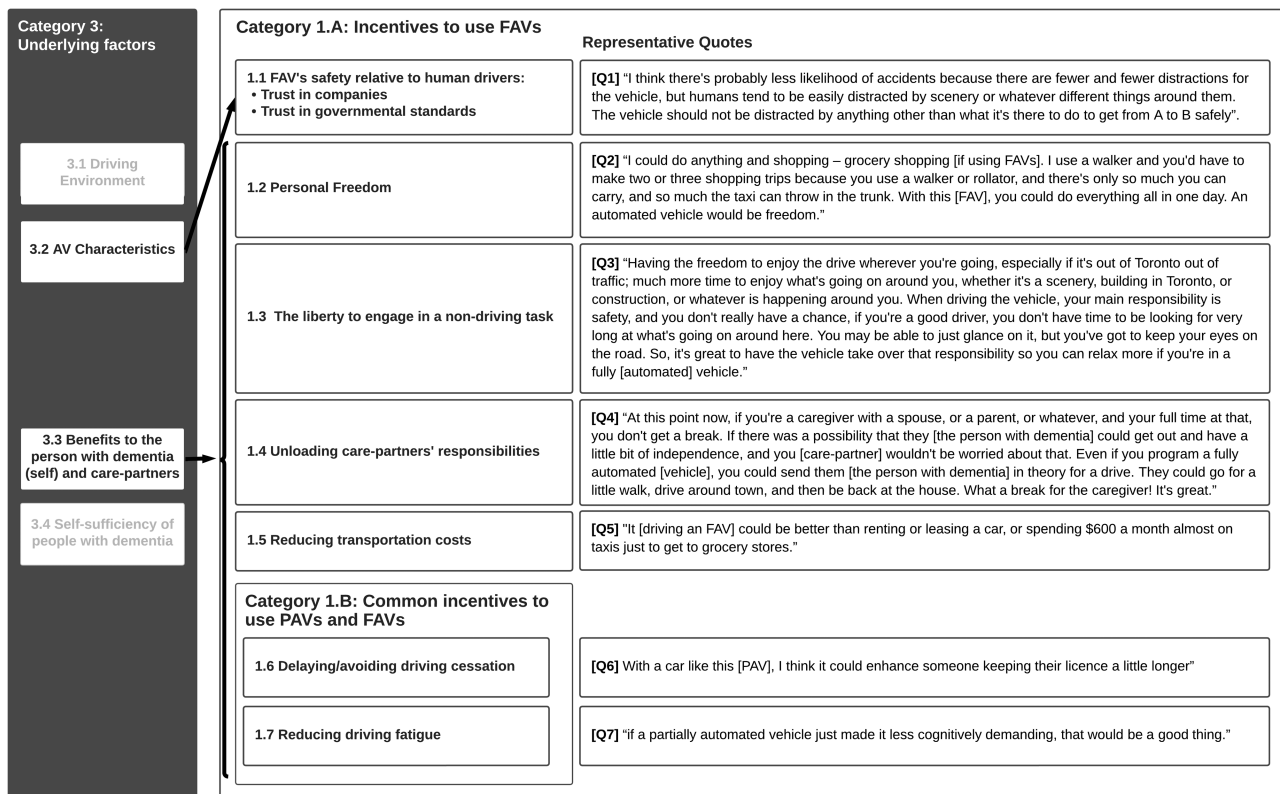 Category 3:
Underlying factors
3.1 Driving
Environment
3.2 AV Characteristics
3.3 Benefits to the
person with dementia
(self) and care-partners
3.4 Self-sufficiency of
people with dementia
Category 1.A: Incentives to use FAVs
Representative Quotes
1.1 FAV's safety relative to human drivers:
• Trust in companies
• Trust in governmental standards
[Q1] “I think there's probably less likelihood of accidents because there are fewer and fewer distractions for
the vehicle, but humans tend to be easily distracted by scenery or whatever different things around them.
The vehicle should not be distracted by anything other than what it's there to do to get from A to B safely”.
1.2 Personal Freedom
[Q2] “I could do anything and shopping – grocery shopping [if using FAVs]. I use a walker and you'd have to
make two or three shopping trips because you use a walker or rollator, and there's only so much you can
carry, and so much the taxi can throw in the trunk. With this [FAV], you could do everything all in one day. An
automated vehicle would be freedom.”
1.3 The liberty to engage in a non-driving task
[Q3] “Having the freedom to enjoy the drive wherever you're going, especially if it's out of Toronto out of
traffic; much more time to enjoy what's going on around you, whether it's a scenery, building in Toronto, or
construction, or whatever is happening around you. When driving the vehicle, your main responsibility is
safety, and you don't really have a chance, if you're a good driver, you don't have time to be looking for very
long at what's going on around here. You may be able to just glance on it, but you've got to keep your eyes on
the road. So, it's great to have the vehicle take over that responsibility so you can relax more if you're in a
fully [automated] vehicle.”
1.4 Unloading care-partners' responsibilities
[Q4] “At this point now, if you're a caregiver with a spouse, or a parent, or whatever, and your full time at that,
you don't get a break. If there was a possibility that they [the person with dementia] could get out and have a
little bit of independence, and you [care-partner] wouldn't be worried about that. Even if you program a fully
automated [vehicle], you could send them [the person with dementia] in theory for a drive. They could go for a
little walk, drive around town, and then be back at the house. What a break for the caregiver! It's great.”
1.5 Reducing transportation costs
[Q5] "It [driving an FAV] could be better than renting or leasing a car, or spending $600 a month almost on
taxis just to get to grocery stores.”
Category 1.B: Common incentives to
use PAVs and FAVs
1.6 Delaying/avoiding driving cessation
[Q6] With a car like this [PAV], I think it could enhance someone keeping their licence a little longer”
1.7 Reducing driving fatigue
[Q7] “if a partially automated vehicle just made it less cognitively demanding, that would be a good thing.”